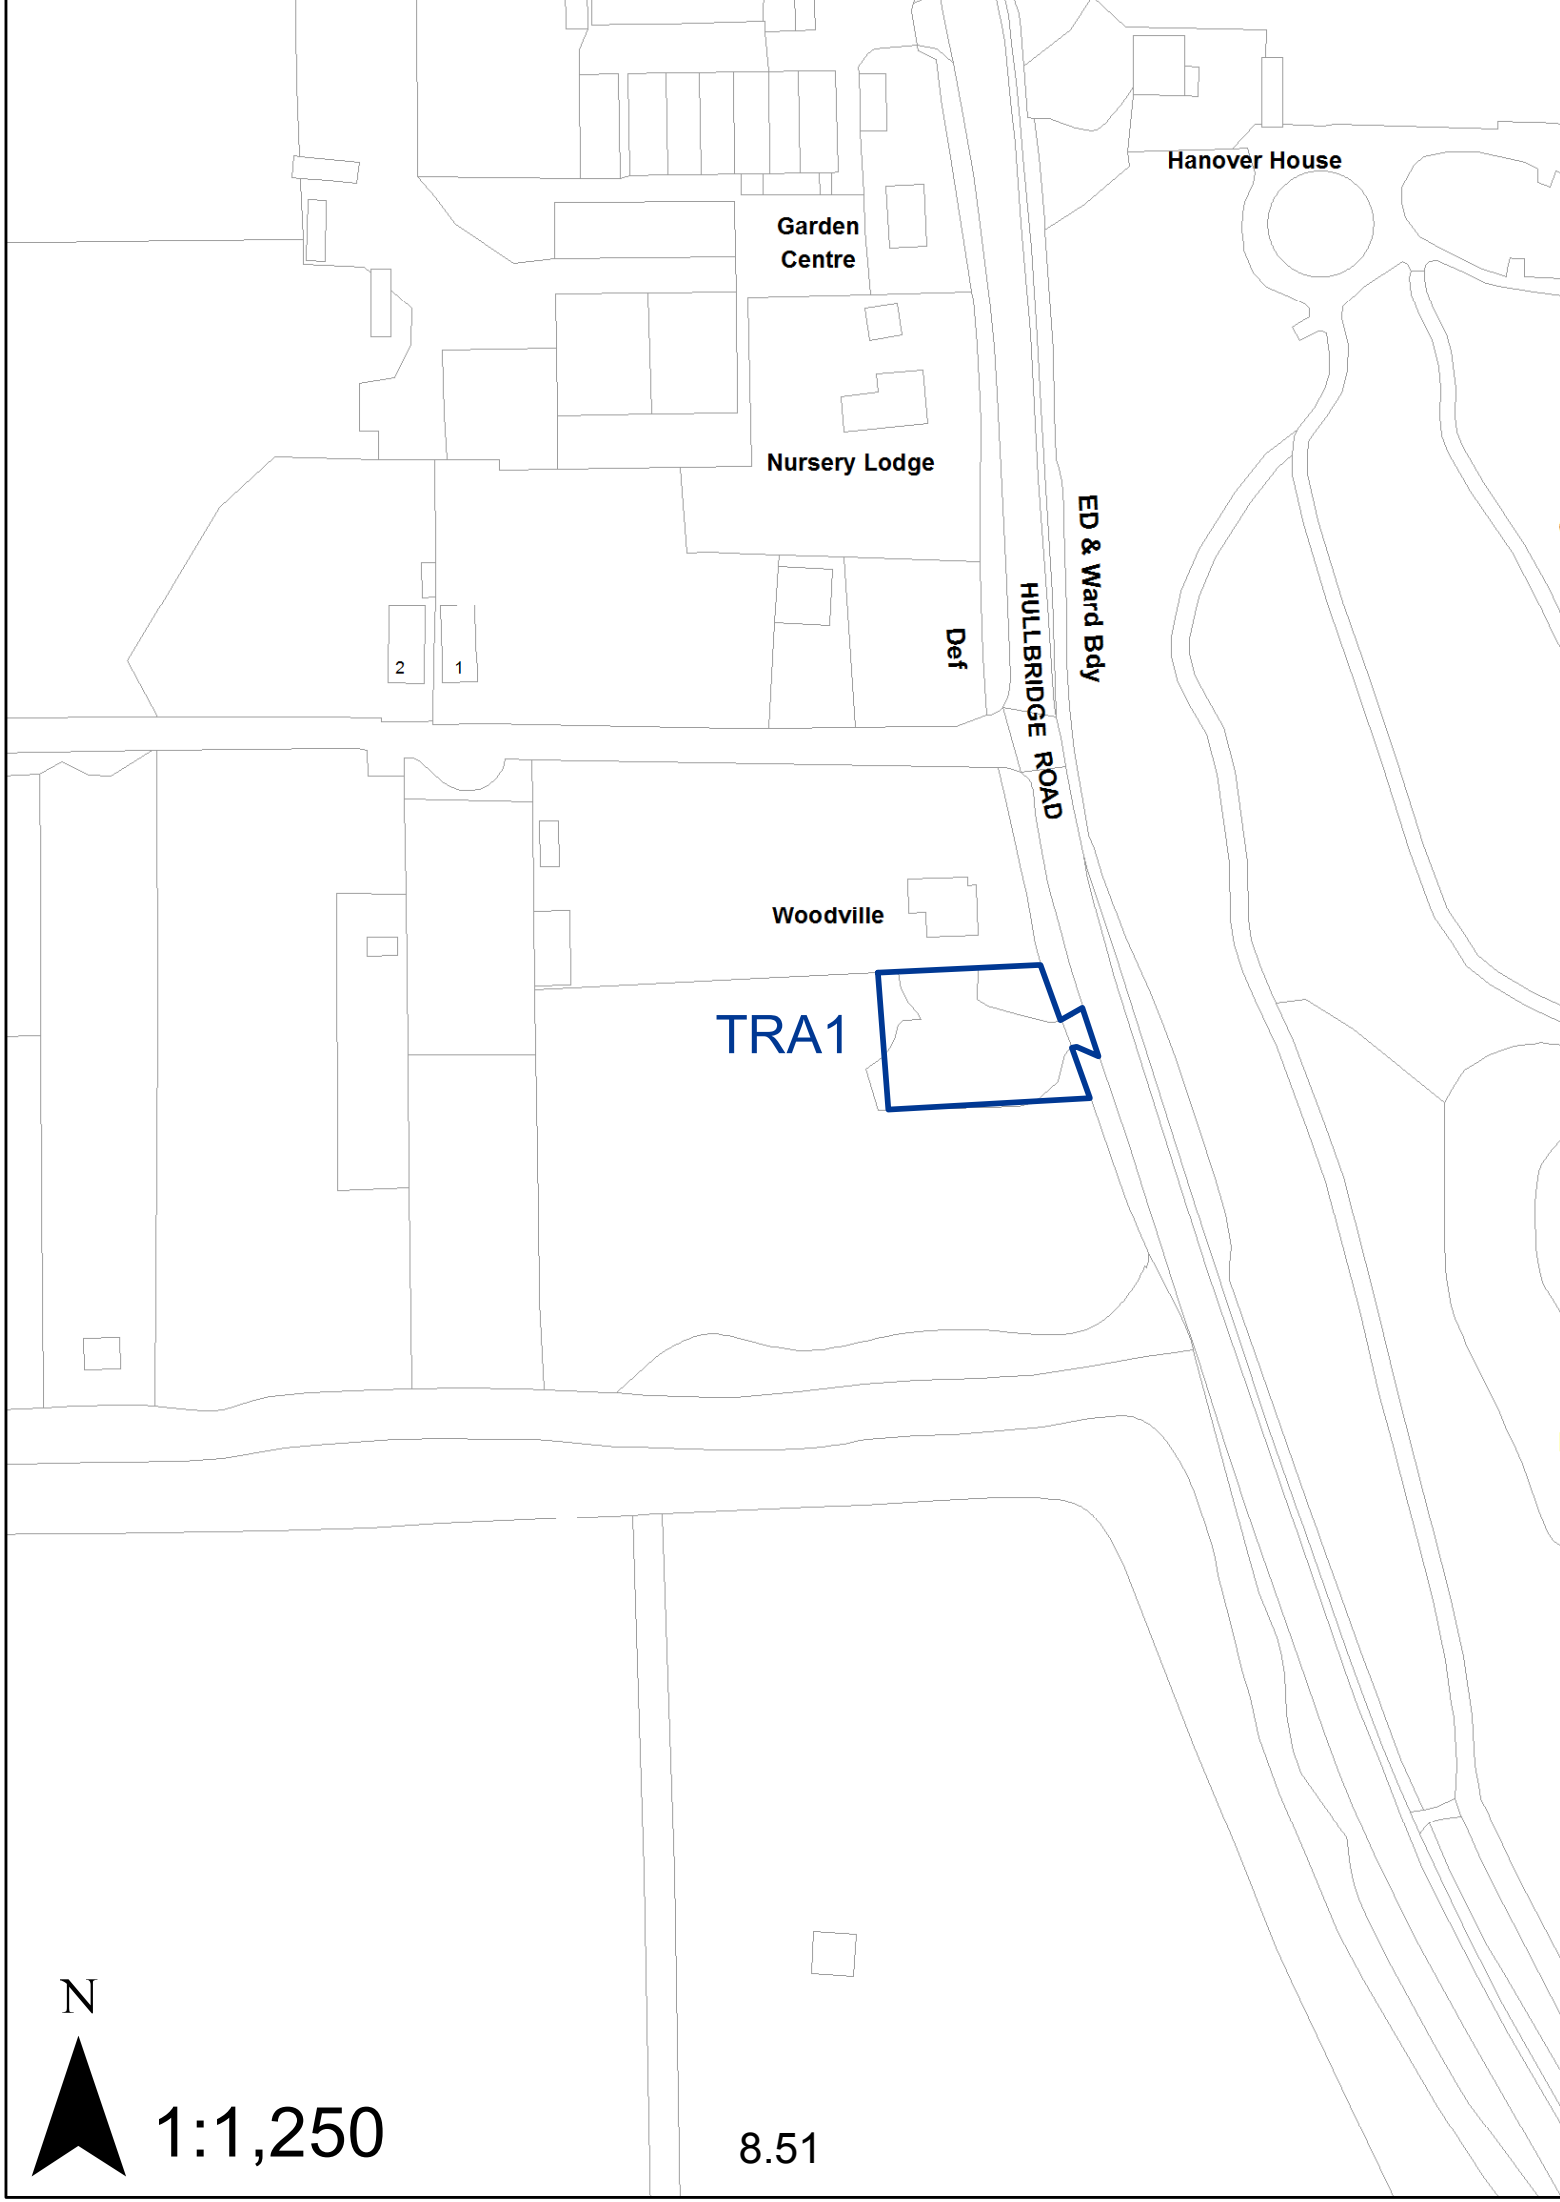 Hanover House
Garden
Centre
Nursery Lodge
ED & Ward Bdy
HULLBRIDGE ROAD
Def
2
1
Woodville
TRA1
N
1:1,250
8.51